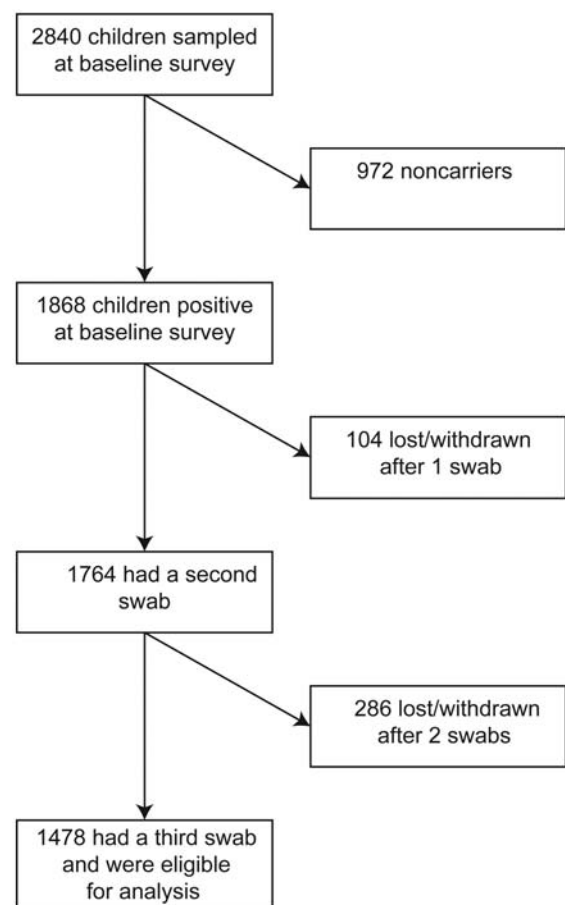 2840 children sampled
at baseline survey
972 noncarriers
1868 children positive
at baseline survey
104 lost/withdrawn
after 1 swab
1764 had a second
swab
286 lost/withdrawn
after 2 swabs
1478 had a third swab
and were eligible
for analysis